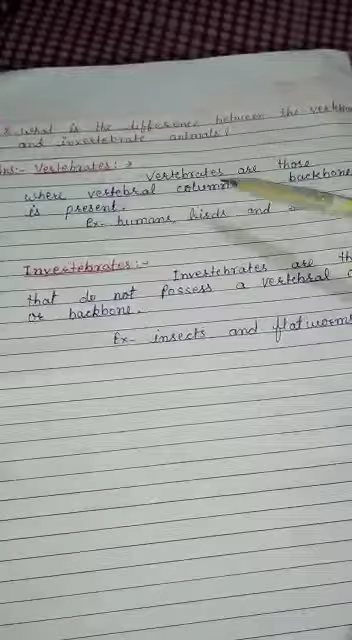 what is the difference between the
and invertebrate animals?
Ans:- Vertebrates:→
vertebrates are those
where vertebral column backbone
is present.
Ex- humans, birds and
Invertebrates:-
Invertebrates are
that do not possess a vertebral
or backbone.
Ex- insects and flatworms